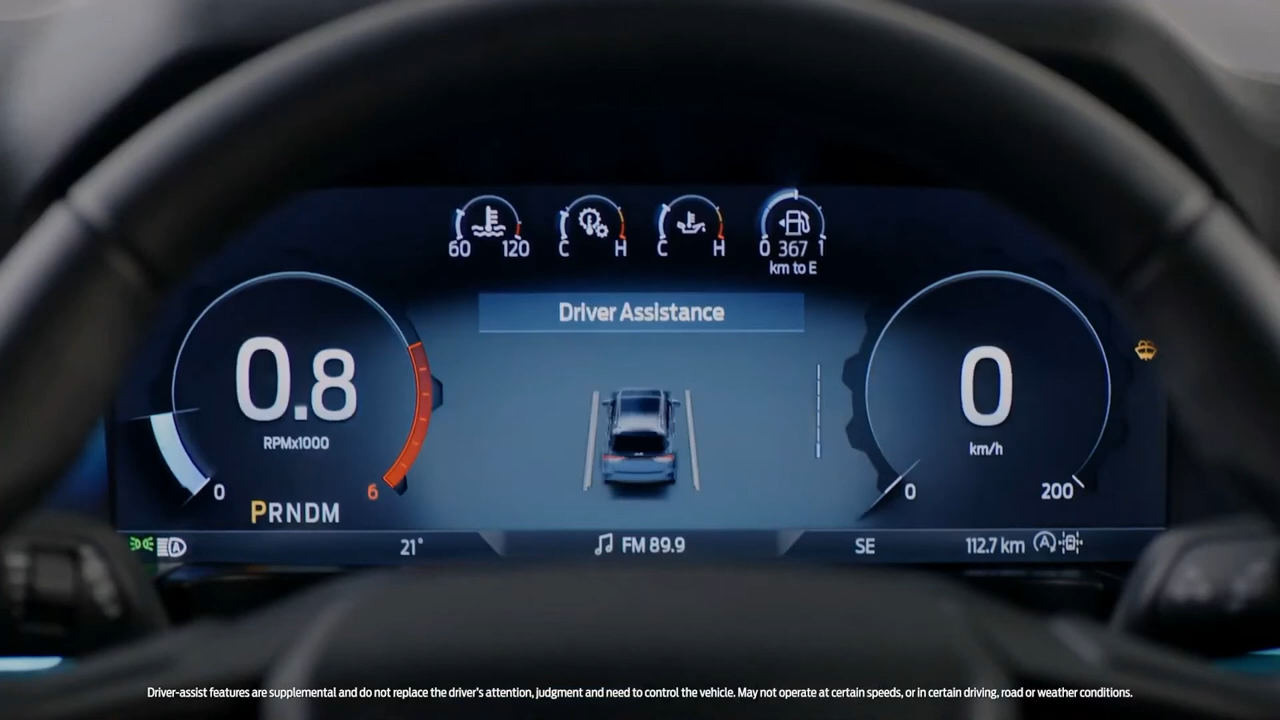 60 120
C H
C H
0 367 1
km to E
Driver Assistance
0.8
RPMx1000
0
6
PRNDM
0
km/h
0
200
A
21°
FM 89.9
SE
112.7 km
A
Driver-assist features are supplemental and do not replace the driver's attention, judgment and need to control the vehicle. May not operate at certain speeds, or in certain driving, road or weather conditions.